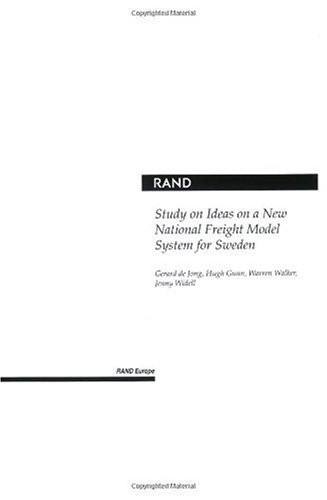 Copyrighted Material
RAND
Study on Ideas on a New
National Freight Model
System for Sweden
Gerard de Jong, Hugh Gunn, Warren Walker,
Jenny Widell
RAND Europe
Copyrighted Material